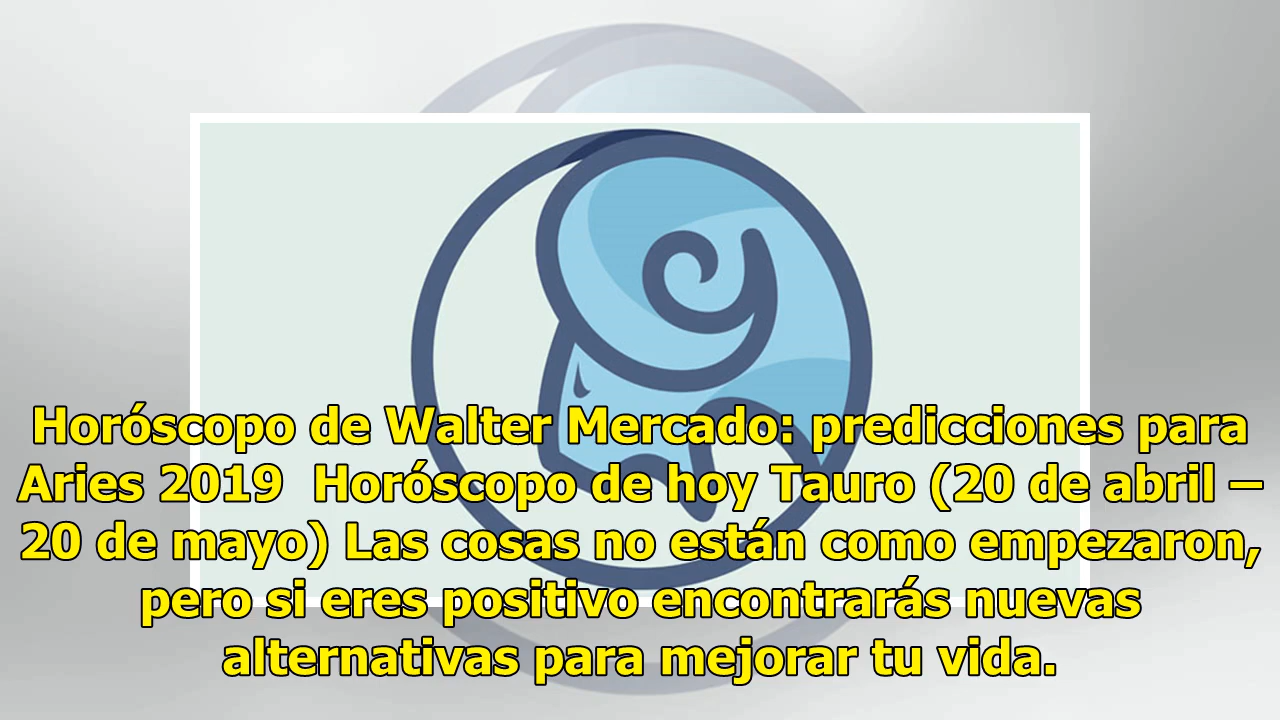 Horóscopo de Walter Mercado: predicciones para
Aries 2019  Horóscopo de hoy Tauro (20 de abril –
20 de mayo) Las cosas no están como empezaron,
pero si eres positivo encontrarás nuevas
alternativas para mejorar tu vida.